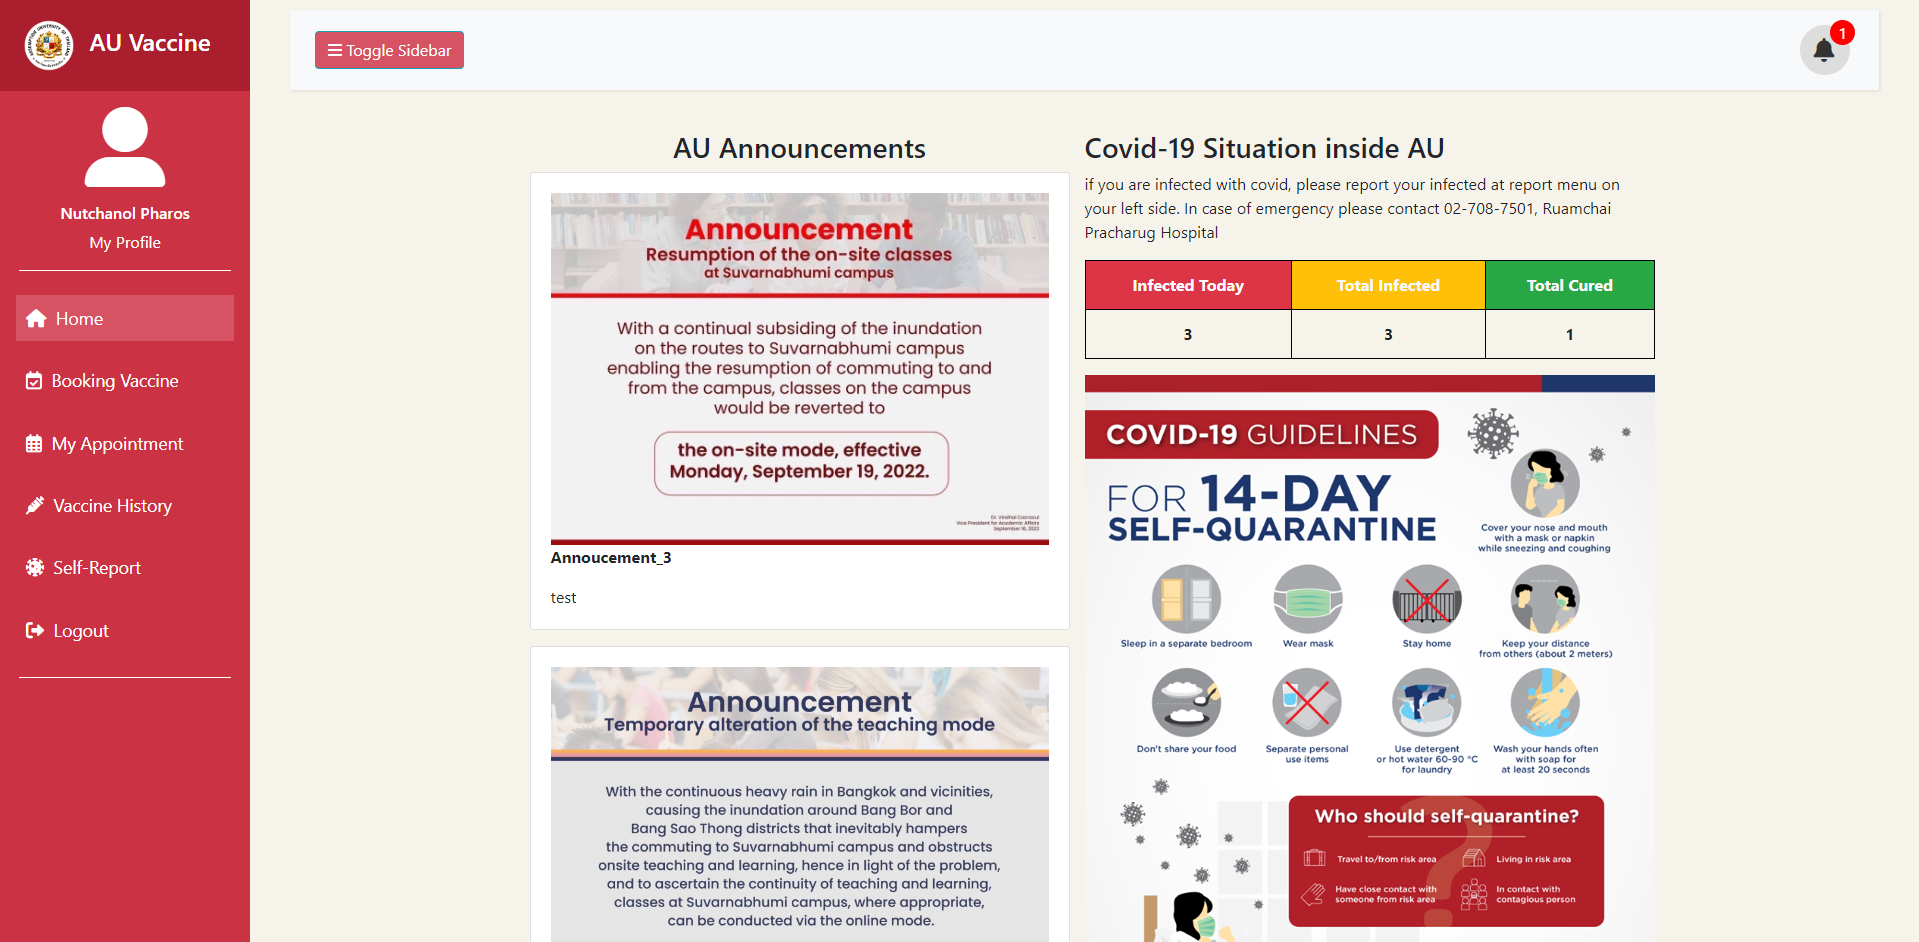 AU Vaccine
Nutchanol Pharos
My Profile
Home
Booking Vaccine
My Appointment
Vaccine History
Self-Report
Logout
Toggle Sidebar
1
AU Announcements
Announcement
Resumption of the on-site classes
at Suvarnabhumi campus
With a continual subsiding of the inundation
on the routes to Suvarnabhumi campus
enabling the resumption of commuting to and
from the campus, classes on the campus
would be reverted to
the on-site mode, effective
Monday, September 19, 2022.
Vice President for Academic Affairs
September 16, 2022
Annoucement_3
test
Announcement
Temporary alteration of the teaching mode
With the continuous heavy rain in Bangkok and vicinities,
causing the inundation around Bang Bor and
Bang Sao Thong districts that inevitably hampers
the commuting to Suvarnabhumi campus and obstructs
onsite teaching and learning, hence in light of the problem,
and to ascertain the continuity of teaching and learning,
classes at Suvarnabhumi campus, where appropriate,
can be conducted via the online mode.
Covid-19 Situation inside AU
if you are infected with covid, please report your infected at report menu on
your left side. In case of emergency please contact 02-708-7501, Ruamchai
Pracharug Hospital
Infected Today Total Infected Total Cured
3 3 1
COVID-19 GUIDELINES
FOR 14-DAY
SELF-QUARANTINE
Cover your nose and mouth
with a mask or napkin
while sneezing and coughing
Sleep in a separate bedroom
Wear mask
Stay home
Keep your distance
from others (about 2 meters)
Don't share your food
Separate personal
use items
Use detergent
or hot water 60-90 °C
for laundry
Wash your hands often
with soap for
at least 20 seconds
Who should self-quarantine?
Travel to/from risk area
Living in risk area
Have close contact with
someone from risk area
In contact with
contagious person